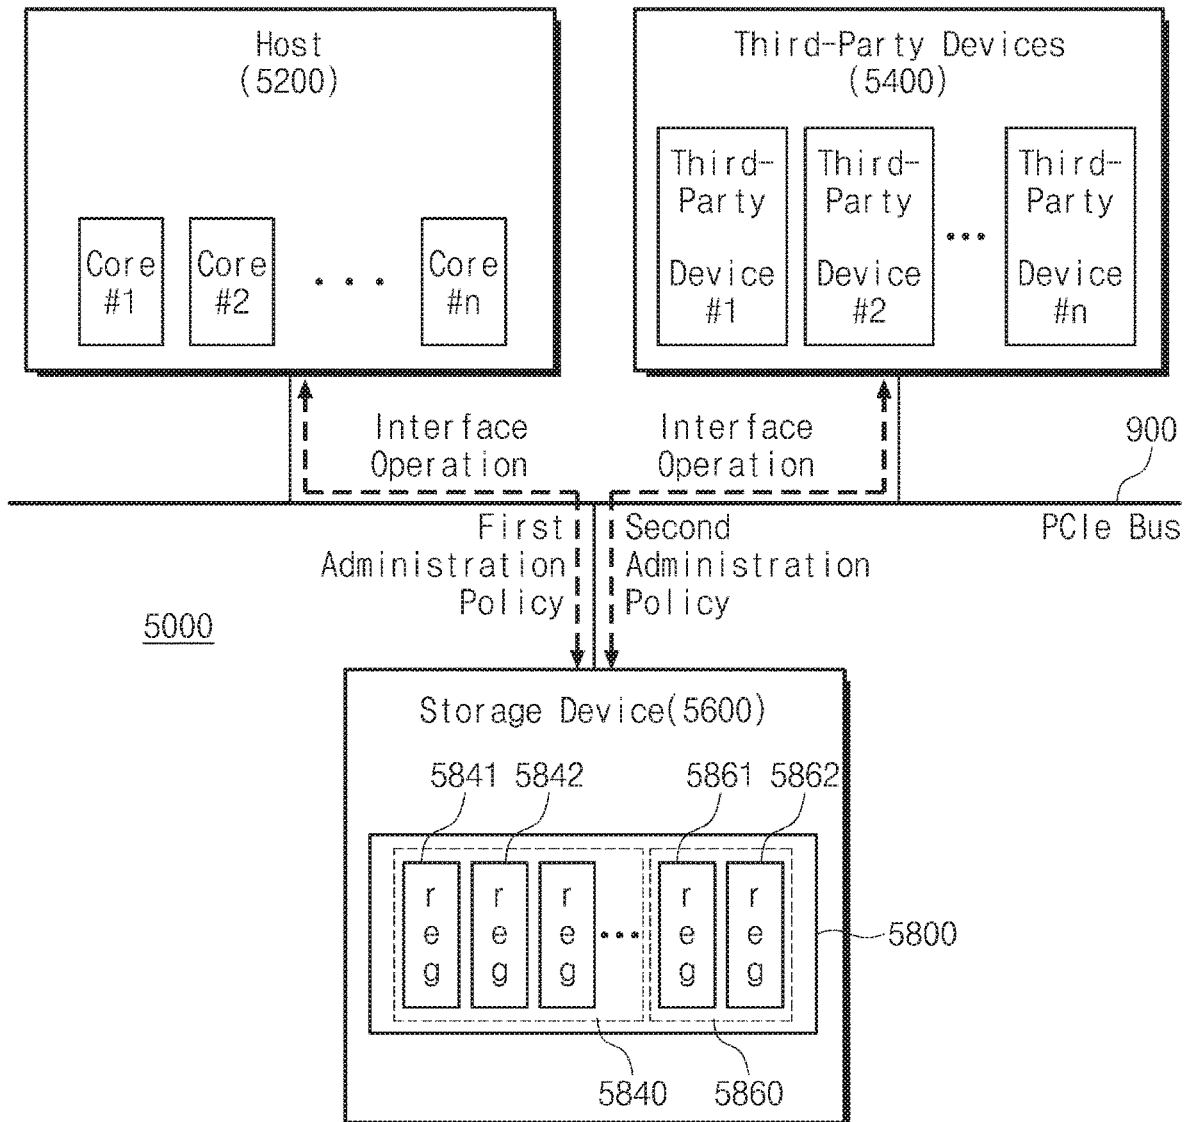 Host
(5200)
Core
#1
Core
#2
...
Core
#n
Third-Party Devices
(5400)
Third-
Party
Device
#1
Third-
Party
Device
#2
...
Third-
Party
Device
#n
Interface
Operation
Interface
Operation
900
PCIe Bus
First
Administration
Policy
Second
Administration
Policy
5000
Storage Device(5600)
5841
5842
5861
5862
r
e
g
r
e
g
r
e
g
...
r
e
g
r
e
g
5800
5840
5860